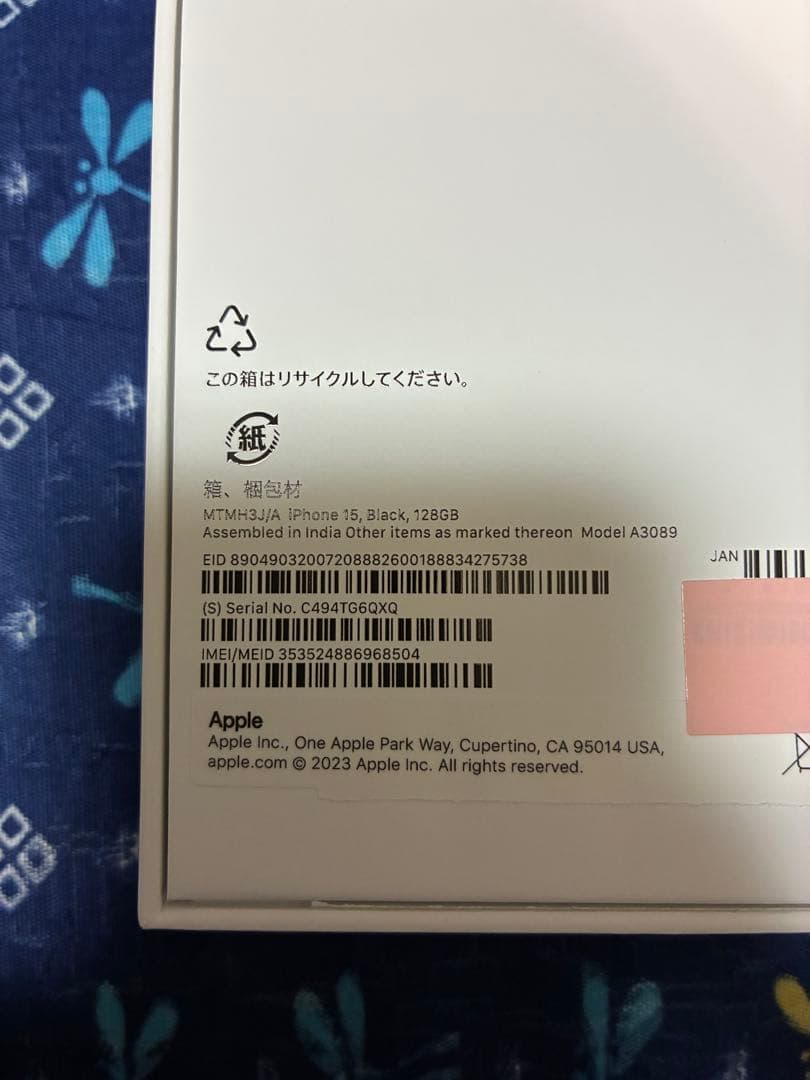 この箱はリサイクルしてください。
紙
箱、梱包材
MTMH3J/A iPhone 15, Black, 128GB
Assembled in India Other items as marked thereon Model A3089
EID 89049032007208882600188834275738
JAN
(S) Serial No. C494TG6QXQ
IMEI/MEID 353524886968504
Apple
Apple Inc., One Apple Park Way, Cupertino, CA 95014 USA,
apple.com © 2023 Apple Inc. All rights reserved.